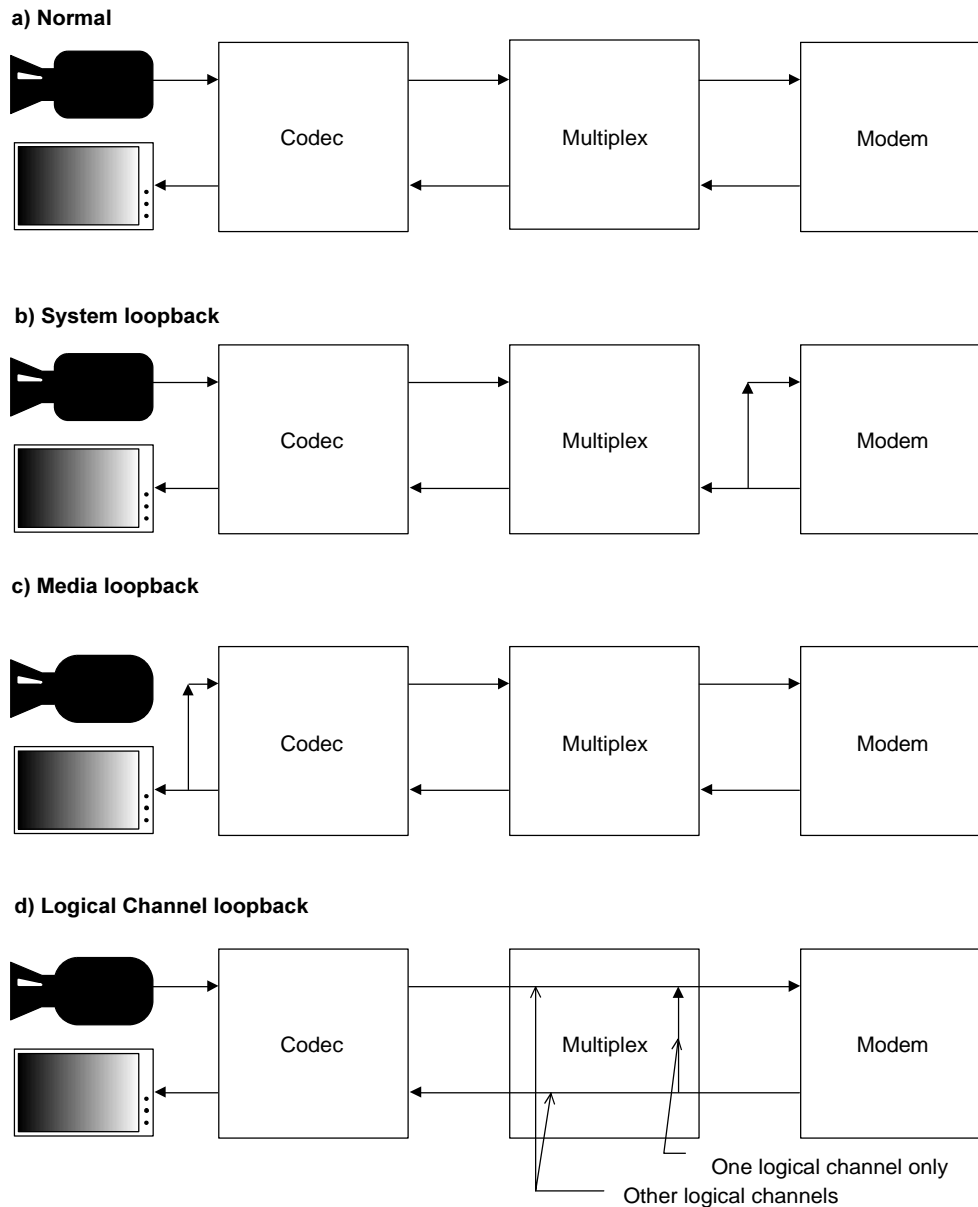 a) Normal
Codec
Multiplex
Modem
b) System loopback
Codec
Multiplex
Modem
c) Media loopback
Codec
Multiplex
Modem
d) Logical Channel loopback
Codec
Multiplex
Modem
One logical channel only
Other logical channels